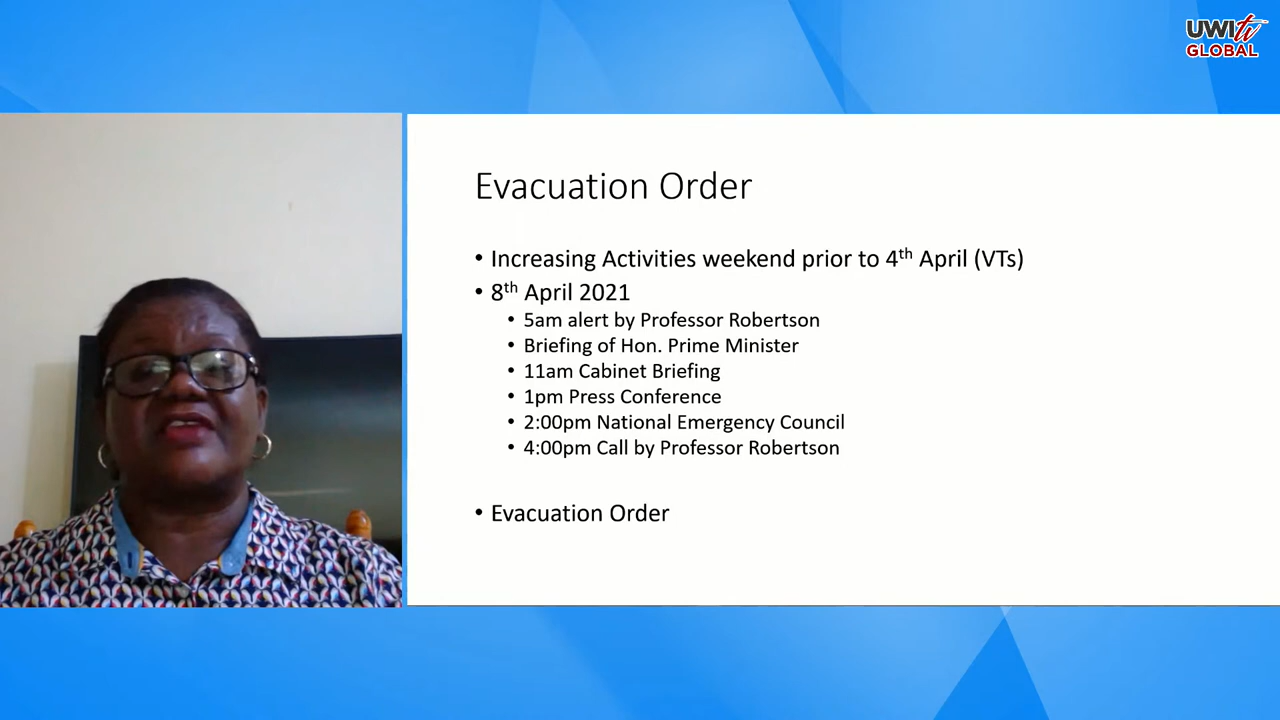 UWItv
GLOBAL
Evacuation Order
• Increasing Activities weekend prior to 4th April (VTs)
• 8th April 2021
• 5am alert by Professor Robertson
• Briefing of Hon. Prime Minister
• 11am Cabinet Briefing
• 1pm Press Conference
• 2:00pm National Emergency Council
• 4:00pm Call by Professor Robertson
• Evacuation Order